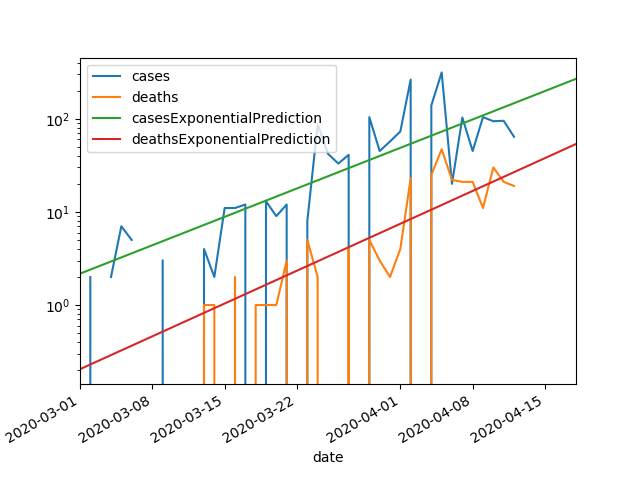 cases
deaths
casesExponentialPrediction
deathsExponentialPrediction
10²
10¹
10⁰
2020-03-01
2020-03-08
2020-03-15
2020-03-22
2020-04-01
2020-04-08
2020-04-15
date